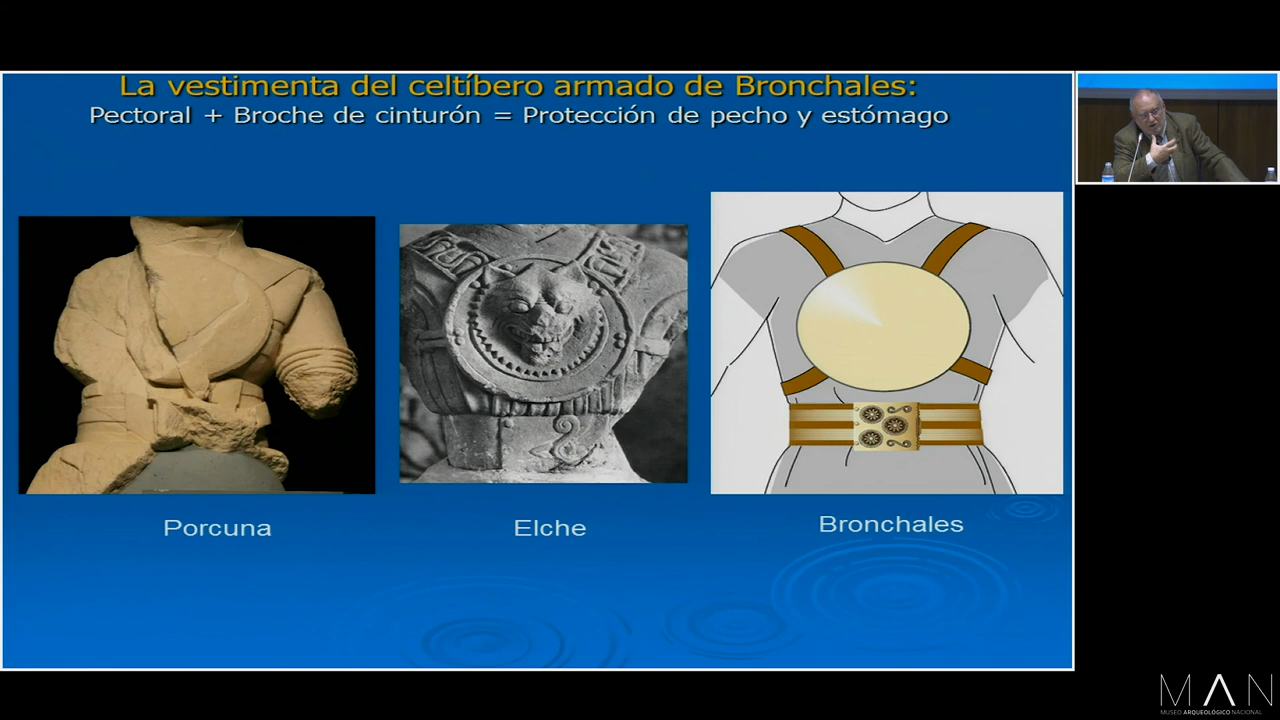 La vestimenta del celtíbero armado de Bronchales:
Pectoral + Broche de cinturón = Protección de pecho y estómago
Porcuna
Elche
Bronchales
MAN
MUSEO ARQUEOLÓGICO NACIONAL